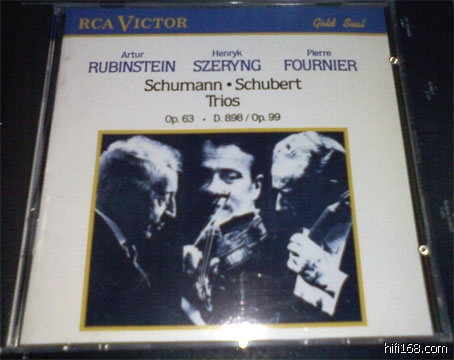 RCA VICTOR Gold Seal
Artur Henryk Pierre
RUBINSTEIN SZERYNG FOURNIER
Schumann • Schubert
Trios
Op. 63 • D. 898 / Op. 99
hifi168.com